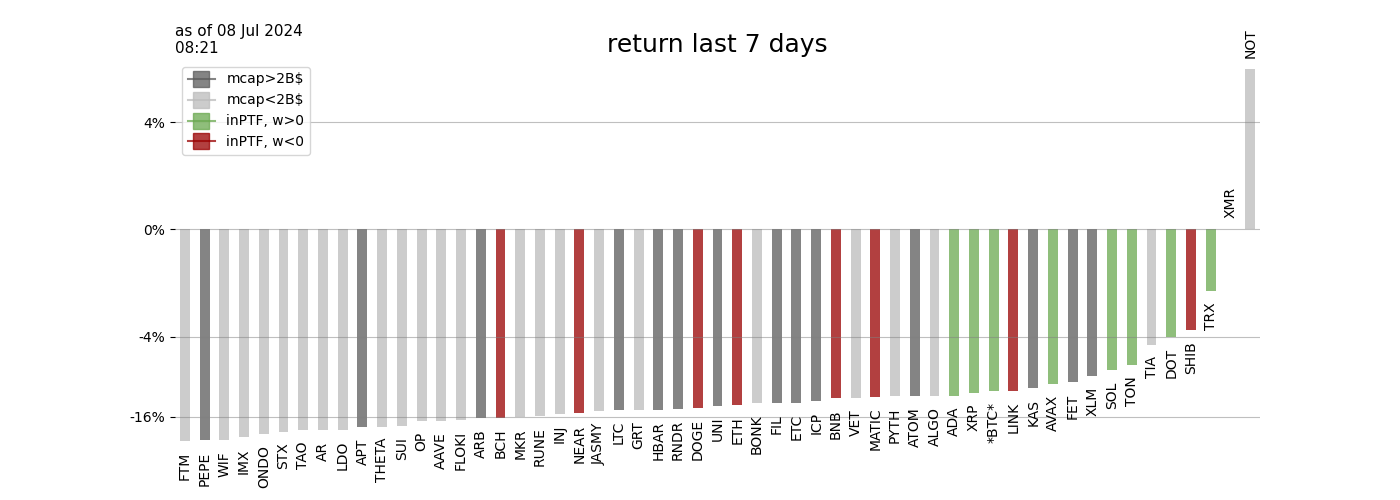 as of 08 Jul 2024
08:21
return last 7 days
mcap>2B$
mcap<2B$
inPTF, w>0
inPTF, w<0
4%
0%
-4%
-16%
FTM
PEPE
WIF
IMX
ONDO
STX
TAO
AR
LDO
APT
THETA
SUI
OP
AAVE
FLOKI
ARB
BCH
MKR
RUNE
INJ
NEAR
JASMY
LTC
GRT
HBAR
RNDR
DOGE
UNI
ETH
BONK
FIL
ETC
ICP
BNB
VET
MATIC
PYTH
ATOM
ALGO
ADA
XRP
*BTC*
LINK
KAS
AVAX
FET
XLM
SOL
TON
TIA
DOT
SHIB
TRX
XMR
NOT